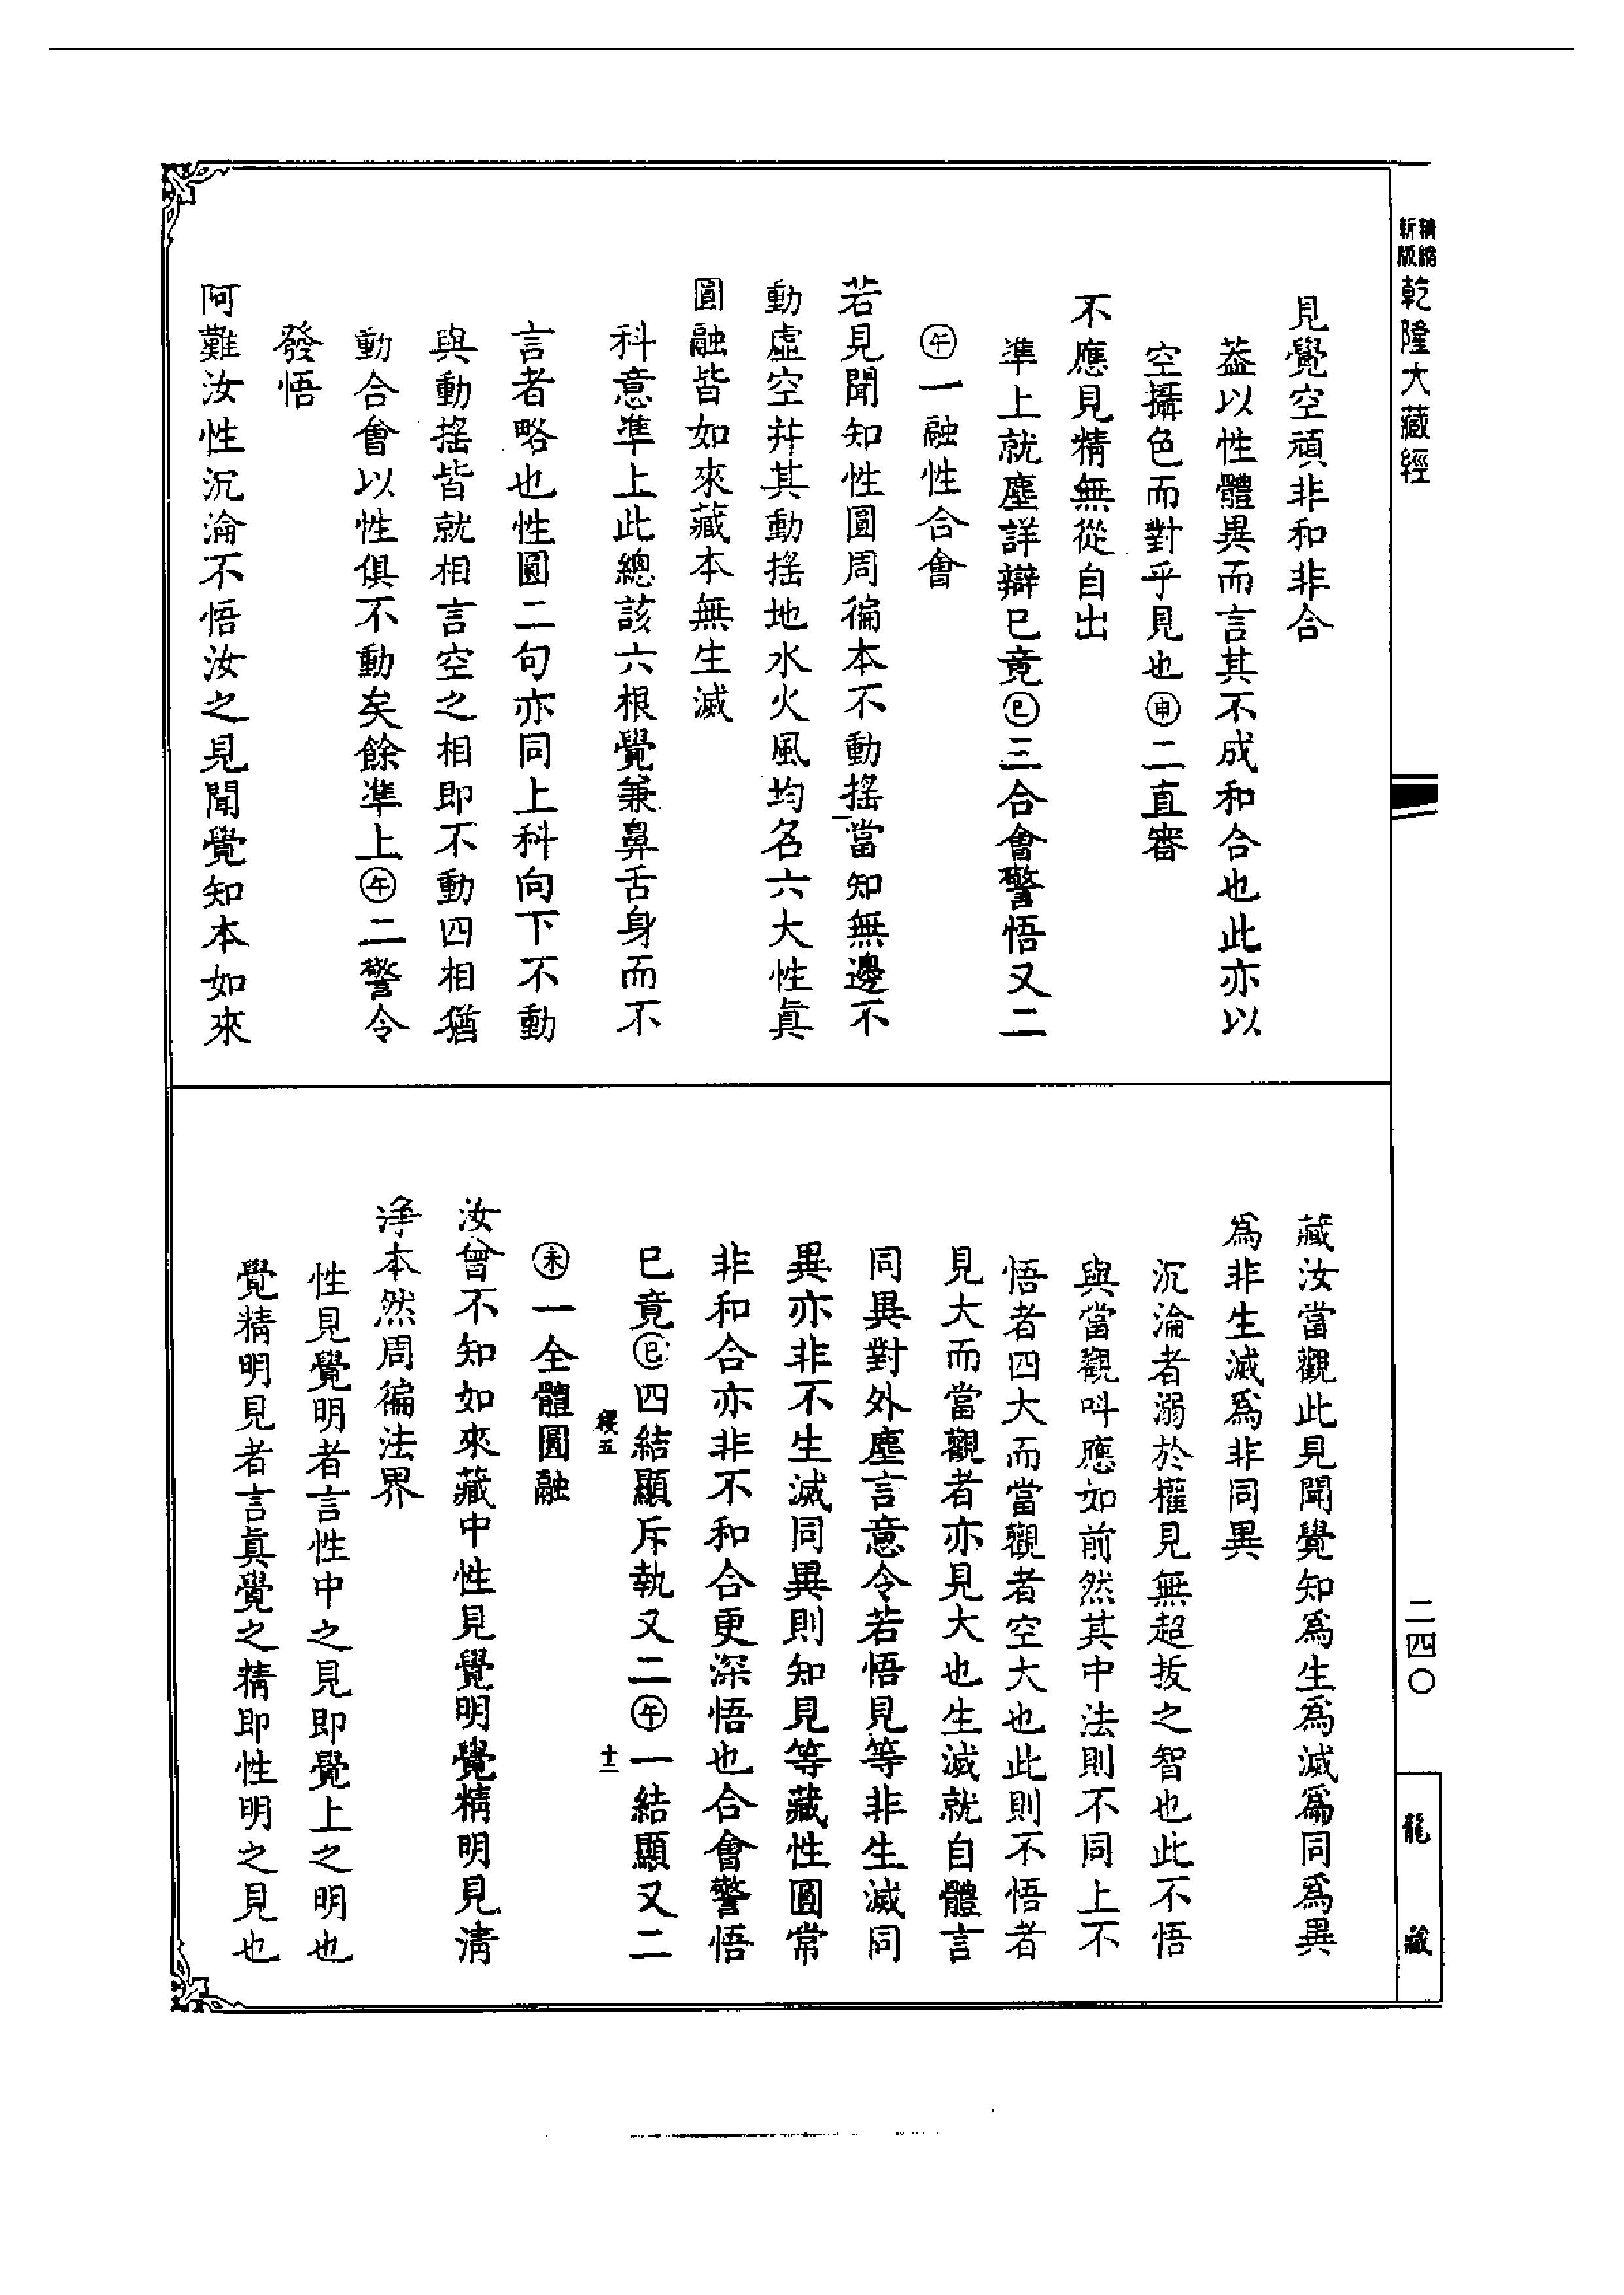 精縮新版乾隆大藏經
見覺空頑非和非合
葢以性體異而言其不成和合也此亦以
空攝色而對乎見也㊥二直審
不應見精無從自出
準上就塵詳辯已竟㊂三合會警悟又二
㊉一融性合會
若見聞知性圓周徧本不動搖當知無邊不
動虛空并其動搖地水火風均名六大性眞
圓融皆如來藏本無生滅
科意準上此總該六根覺兼鼻舌身而不
言者略也性圓二句亦同上科向下不動
與動搖皆就相言空之相即不動四相猶
動合會以性俱不動矣餘準上午二警令
發悟
阿難汝性沉淪不悟汝之見聞覺知本如來
藏汝當觀此見聞覺知爲生爲滅爲同爲異
爲非生滅爲非同異
沉淪者溺於權見無超拔之智也此不悟
與當觀呌應如前然其中法則不同上不
悟者四大而當觀者空大也此則不悟者
見大而當觀者亦見大也生滅就自體言
同異對外塵言意令若悟見等非生滅同
異亦非不生滅同異則知見等藏性圓常
非和合亦非不和合更深悟也合會警悟
已竟巳四結顯斥執又二午一結顯又二
十二
未一全體圓融
汝曾不知如來藏中性見覺明覺精明見清
淨本然周徧法界
性見覺明者言性中之見即覺上之明也
覺精明見者言眞覺之精即性明之見也
二四〇
龍藏